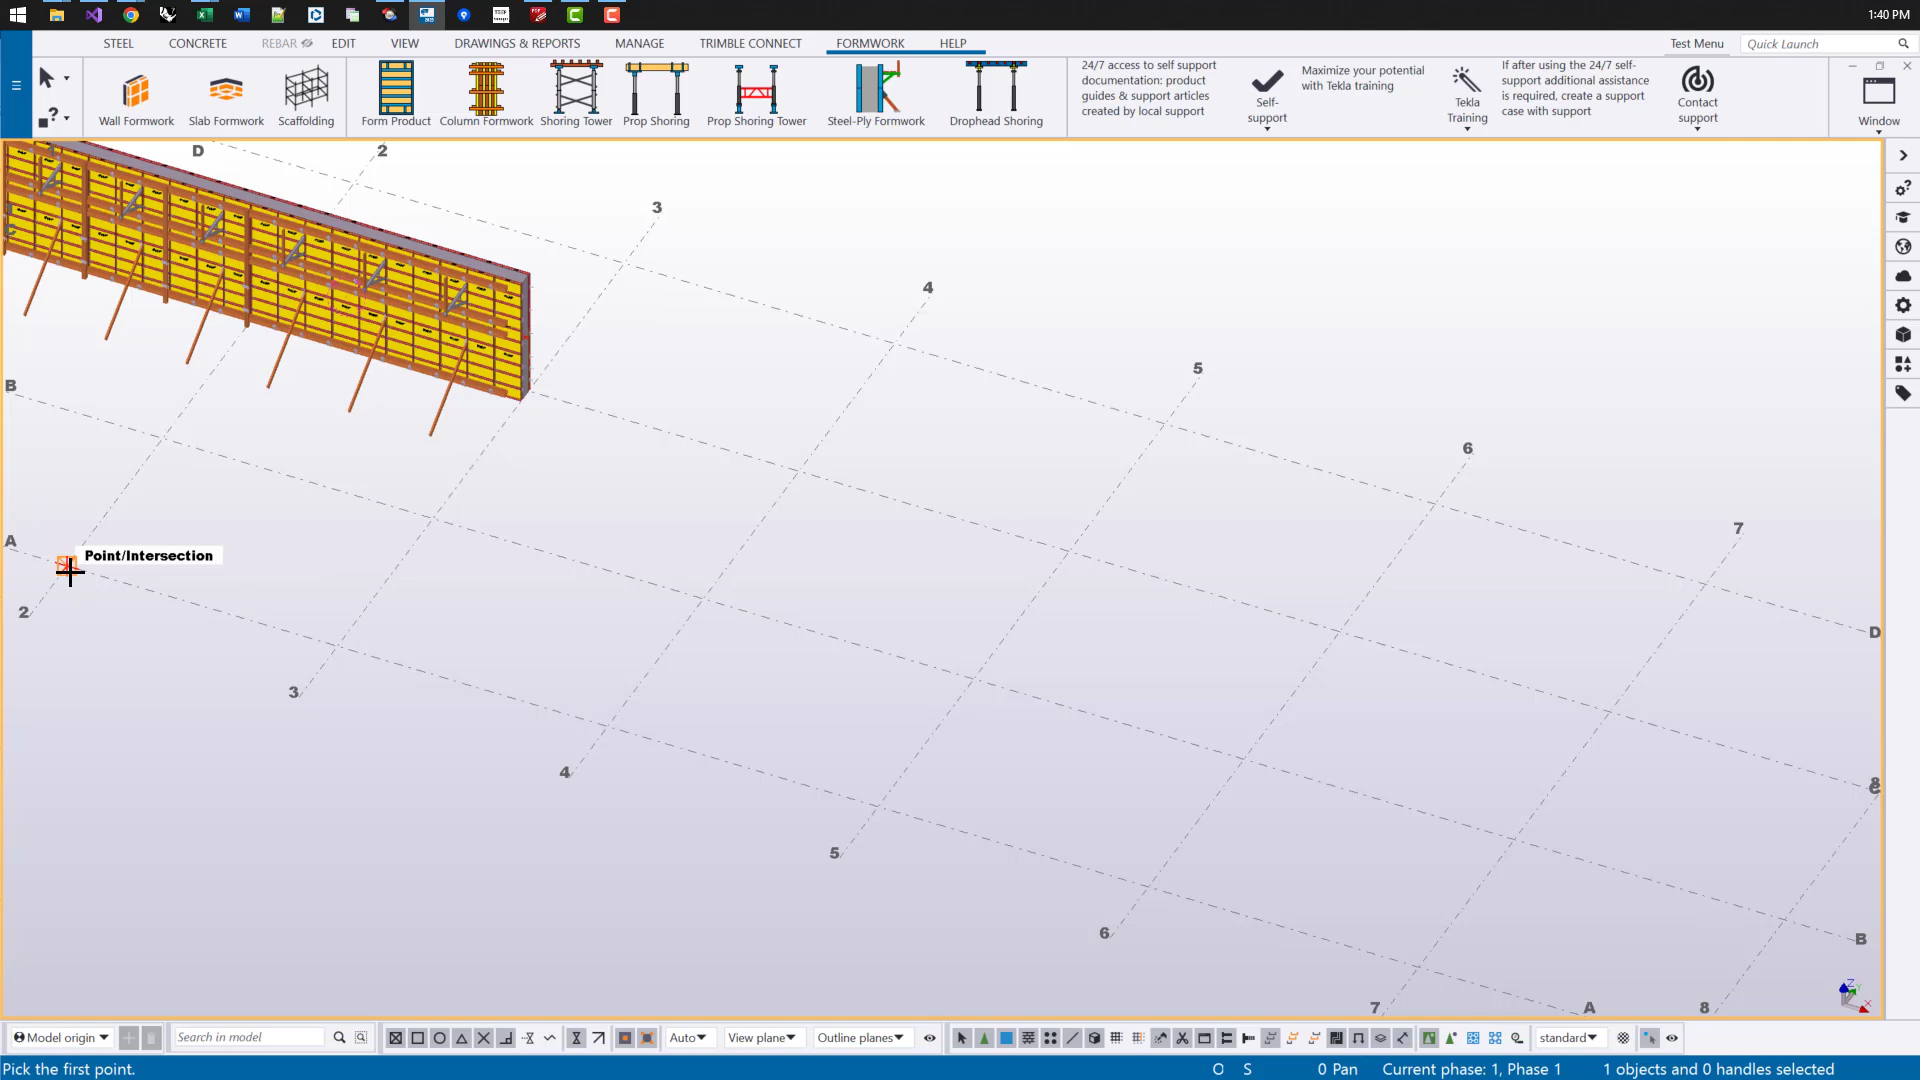 1:40 PM
STEEL
CONCRETE
REBAR
EDIT
VIEW
DRAWINGS & REPORTS
MANAGE
TRIMBLE CONNECT
FORMWORK
HELP
Test Menu
Quick Launch
Wall Formwork
Slab Formwork
Scaffolding
Form Product
Column Formwork
Shoring Tower
Prop Shoring
Prop Shoring Tower
Steel-Ply Formwork
Drophead Shoring
24/7 access to self support
documentation: product
guides & support articles
created by local support
Self-
support
Maximize your potential
with Tekla training
Tekla
Training
If after using the 24/7 self-
support additional assistance
is required, create a support
case with support
Contact
support
Window
D
2
3
4
5
6
7
B
A
Point/Intersection
2
3
4
5
6
7
A
8
B
D
Model origin
Search in model
Auto
View plane
Outline planes
standard
Pick the first point.
O
S
0 Pan
Current phase: 1, Phase 1
1 objects and 0 handles selected